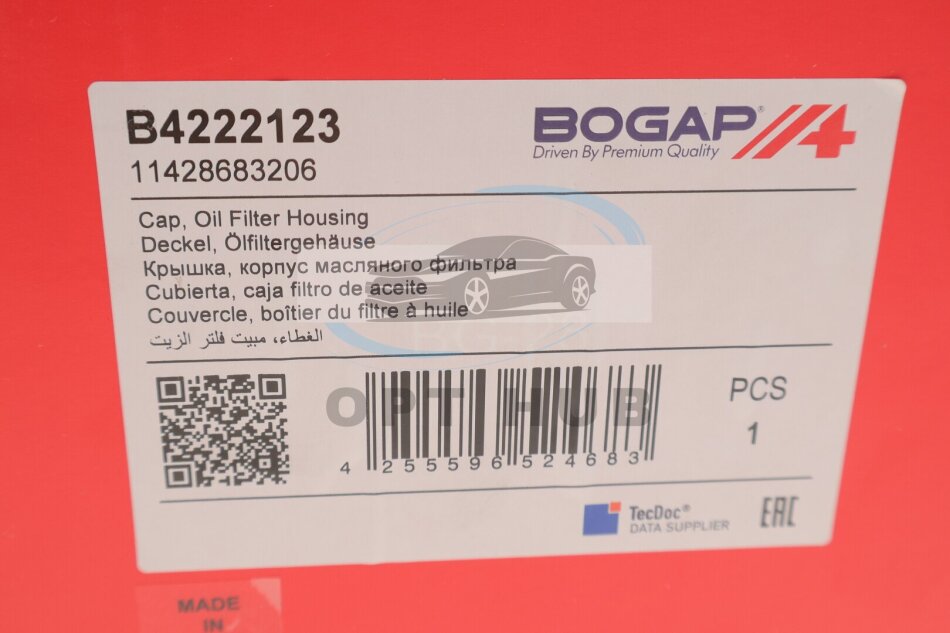 B4222123
11428683206
BOGAP®
Driven By Premium Quality
Cap, Oil Filter Housing
Deckel, Ölfiltergehäuse
Крышка, корпус масляного фильтра
Cubierta, caja filtro de aceite
Couvercle, boîtier du filtre à huile
الغطاء، مبيت فلتر الزيت
OPT HUB
4 255596 524683
PCS
1
TecDoc®
DATA SUPPLIER
EAC
MADE
IN